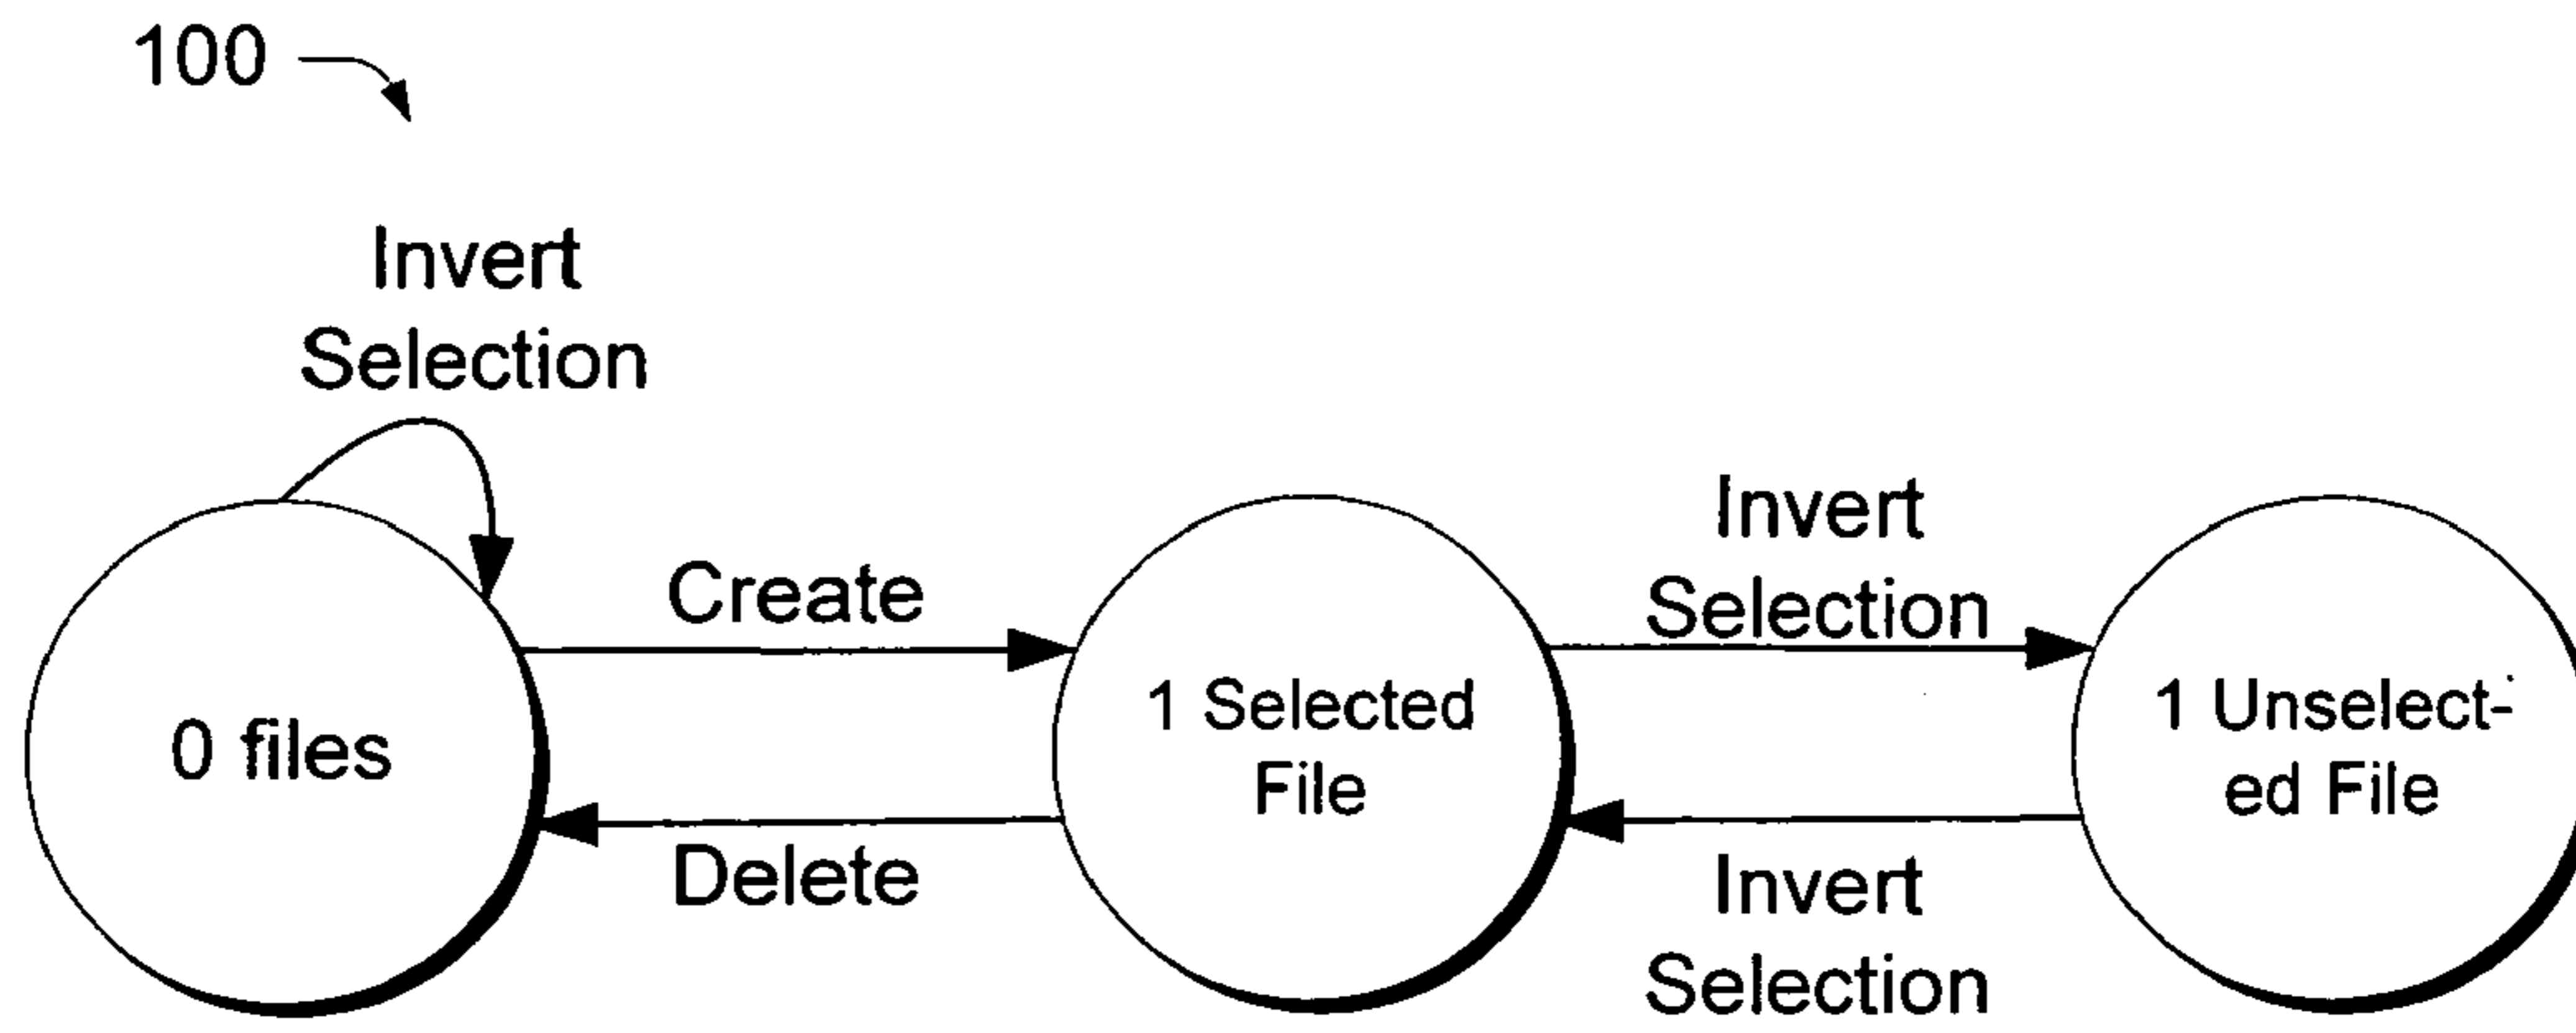 100
Invert
Selection
Create
Invert
Selection
0 files
1 Selected
File
1 Unselect-
ed File
Delete
Invert
Selection